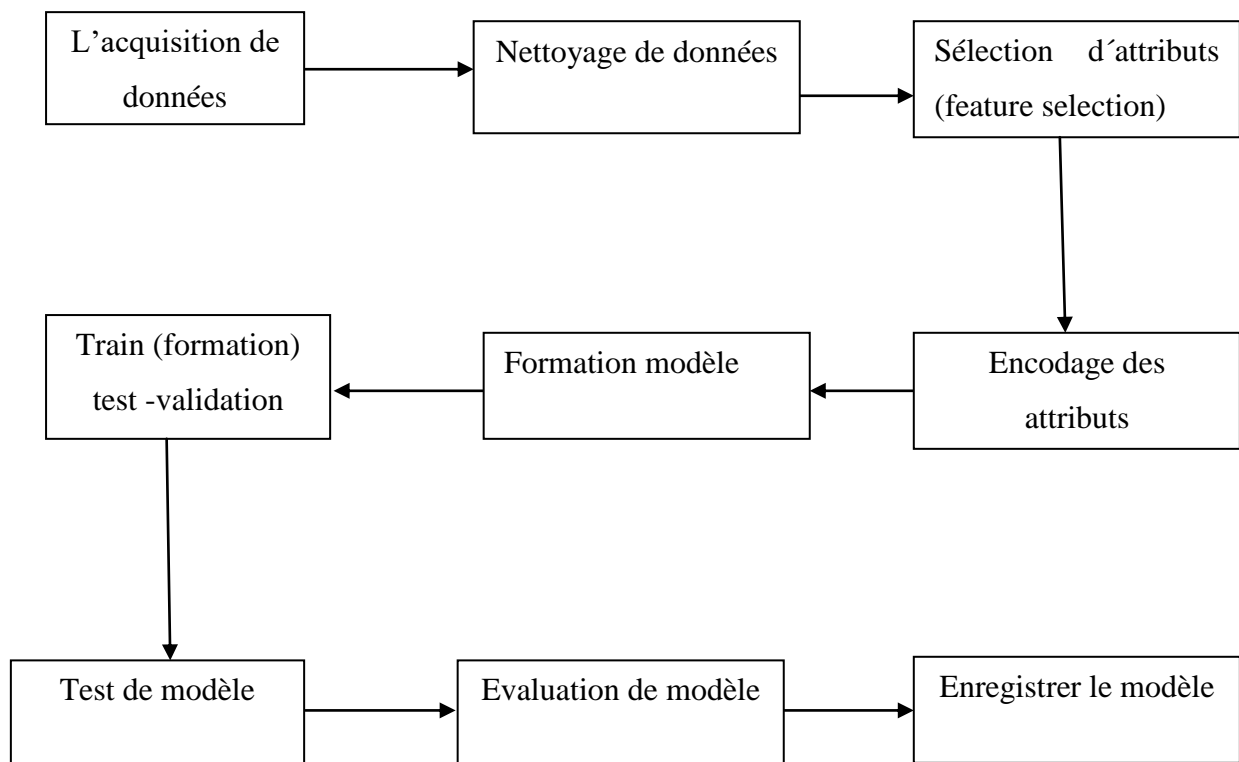 L’acquisition de
données
Nettoyage de données
Sélection d´attributs
(feature selection)
Encodage des
attributs
Formation modèle
Train (formation)
test -validation
Test de modèle
Evaluation de modèle
Enregistrer le modèle